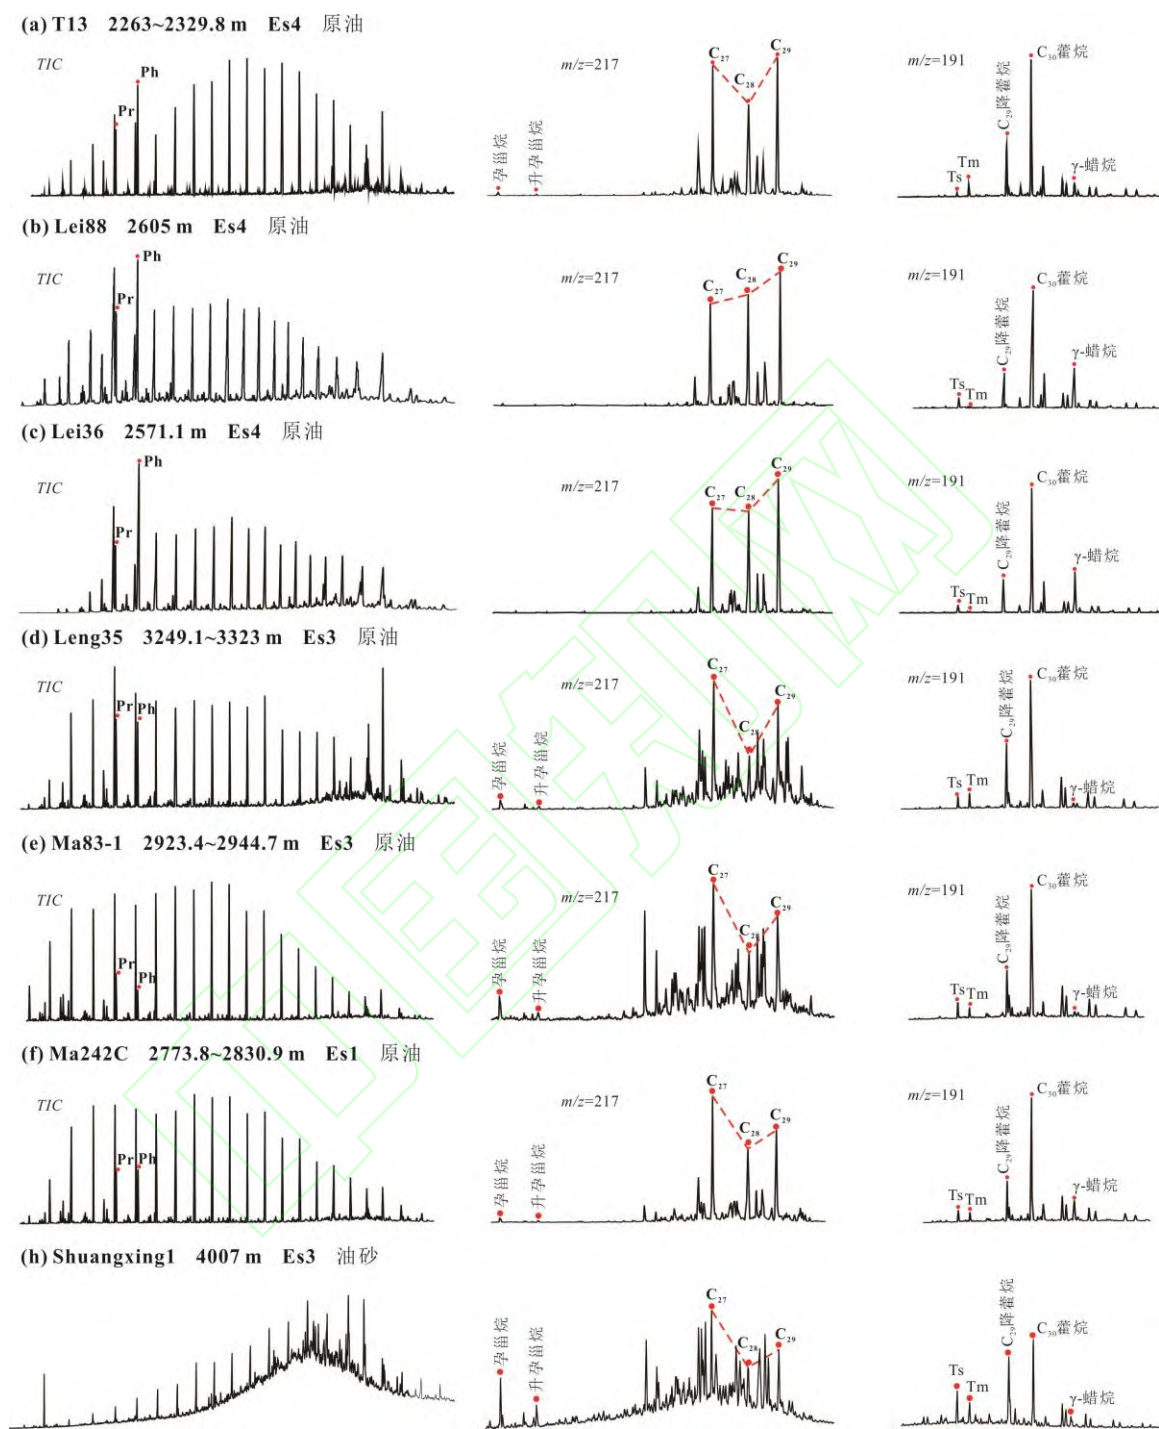 (a) T13 2263~2329.8 m Es4 原油
TIC
Pr
Ph
m/z=217
孕甾烷
升孕甾烷
C₂₇
C₂₈
C₂₉
m/z=191
Ts
Tm
C₂₉降藿烷
C₃₀藿烷
γ-蜡烷
(b) Lei88 2605 m Es4 原油
TIC
Pr
Ph
m/z=217
C₂₇
C₂₈
C₂₉
m/z=191
Ts
Tm
C₂₉降藿烷
C₃₀藿烷
γ-蜡烷
(c) Lei36 2571.1 m Es4 原油
TIC
Pr
Ph
m/z=217
C₂₇
C₂₈
C₂₉
m/z=191
Ts
Tm
C₂₉降藿烷
C₃₀藿烷
γ-蜡烷
(d) Leng35 3249.1~3323 m Es3 原油
TIC
Pr
Ph
m/z=217
孕甾烷
升孕甾烷
C₂₇
C₂₈
C₂₉
m/z=191
Ts
Tm
C₂₉降藿烷
C₃₀藿烷
γ-蜡烷
(e) Ma83-1 2923.4~2944.7 m Es3 原油
TIC
Pr
Ph
m/z=217
孕甾烷
升孕甾烷
C₂₇
C₂₈
C₂₉
m/z=191
Ts
Tm
C₂₉降藿烷
C₃₀藿烷
γ-蜡烷
(f) Ma242C 2773.8~2830.9 m Es1 原油
TIC
Pr
Ph
m/z=217
孕甾烷
升孕甾烷
C₂₇
C₂₈
C₂₉
m/z=191
Ts
Tm
C₂₉降藿烷
C₃₀藿烷
γ-蜡烷
(h) Shuangxing1 4007 m Es3 油砂
孕甾烷
升孕甾烷
C₂₇
C₂₈
C₂₉
Ts
Tm
C₂₉降藿烷
C₃₀藿烷
γ-蜡烷